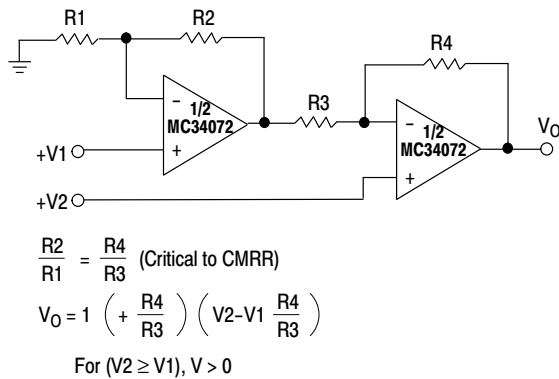 R1 R2
R3 R4
1/2
MC34072
1/2
MC34072
−
+
−
+
+V1
+V2
VO
R2/R1 = R4/R3 (Critical to CMRR)
VO = 1 ( + R4/R3 ) ( V2−V1 R4/R3 )
For (V2 ≥ V1), V > 0